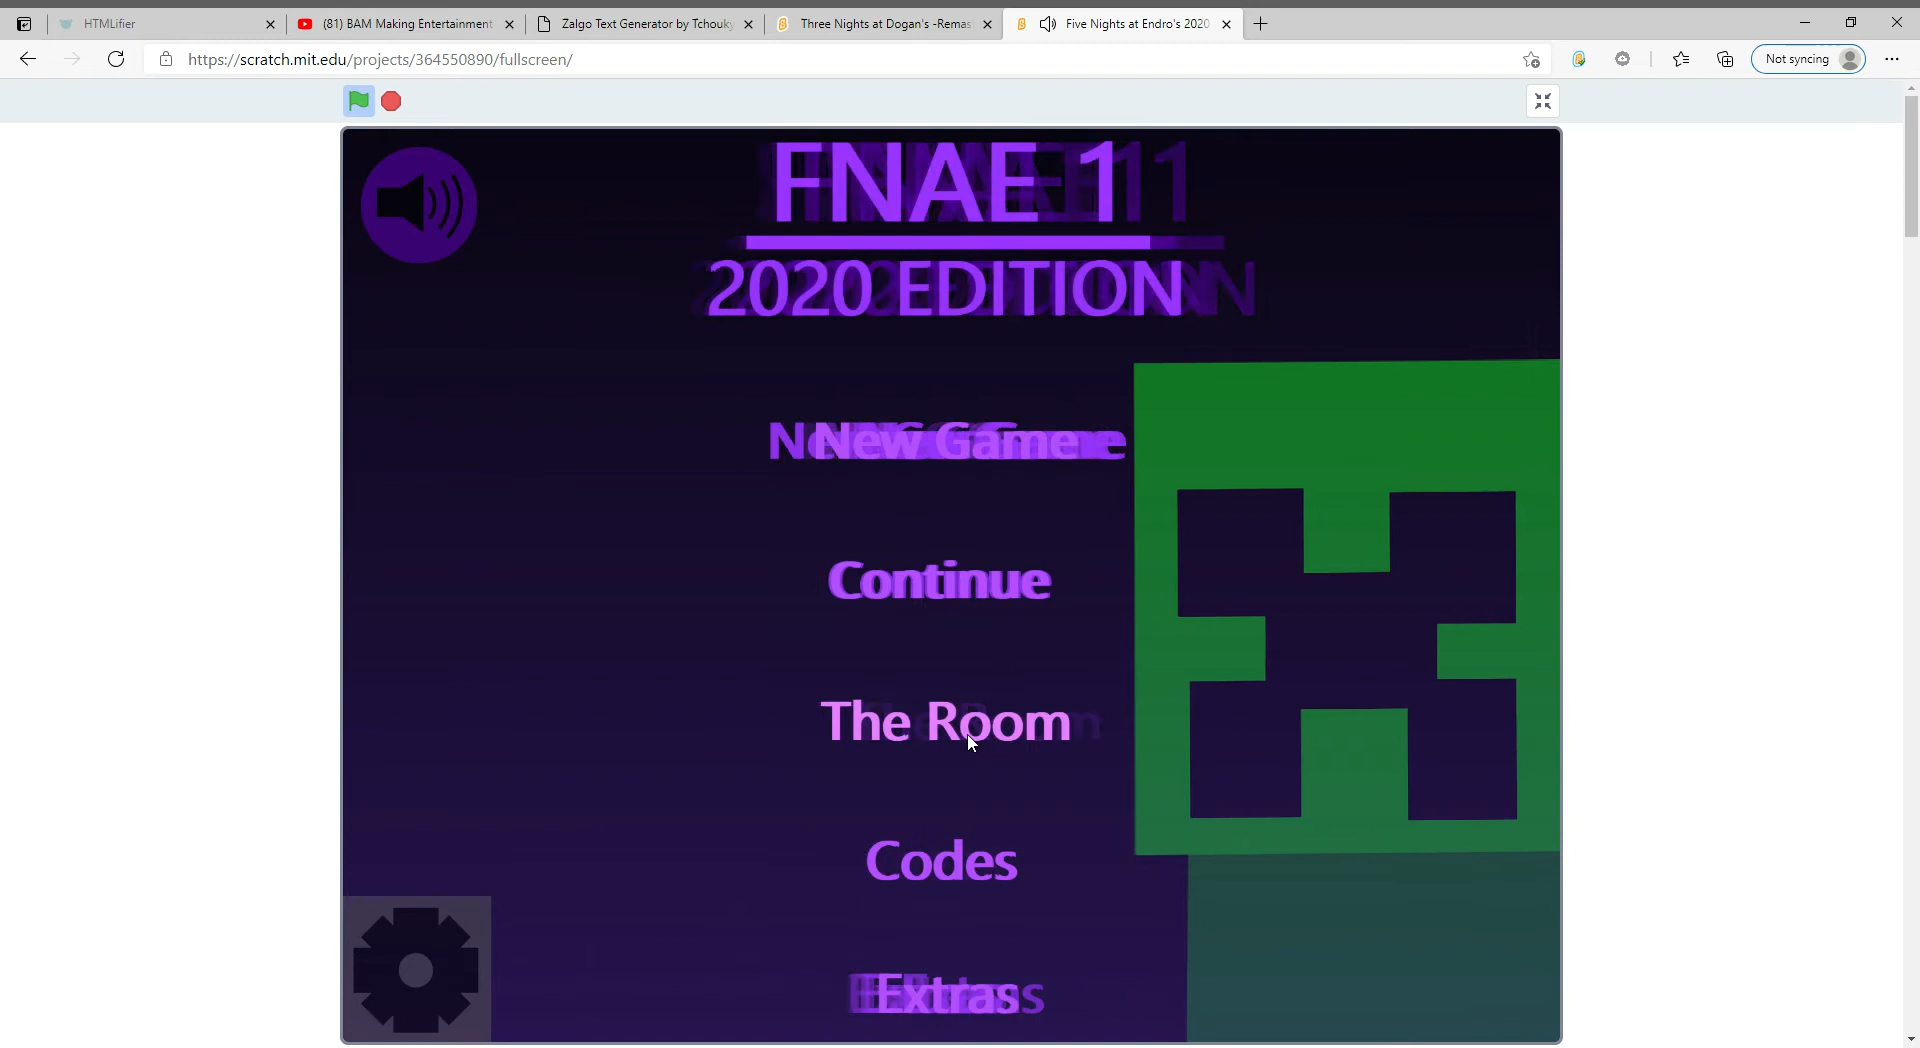 HTMLifier
(81) BAM Making Entertainment
Zalgo Text Generator by Tchouky
Three Nights at Dogan's -Remas
Five Nights at Endro's 2020
https://scratch.mit.edu/projects/364550890/fullscreen/
Not syncing
FNAE 1
2020 EDITION
New Game
Continue
The Room
Codes
Extras